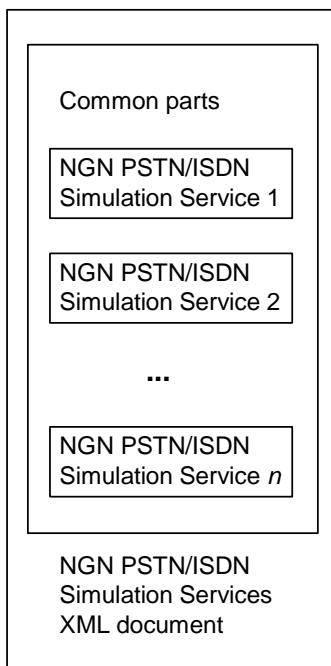 Common parts
NGN PSTN/ISDN
Simulation Service 1
NGN PSTN/ISDN
Simulation Service 2
...
NGN PSTN/ISDN
Simulation Service n
NGN PSTN/ISDN
Simulation Services
XML document